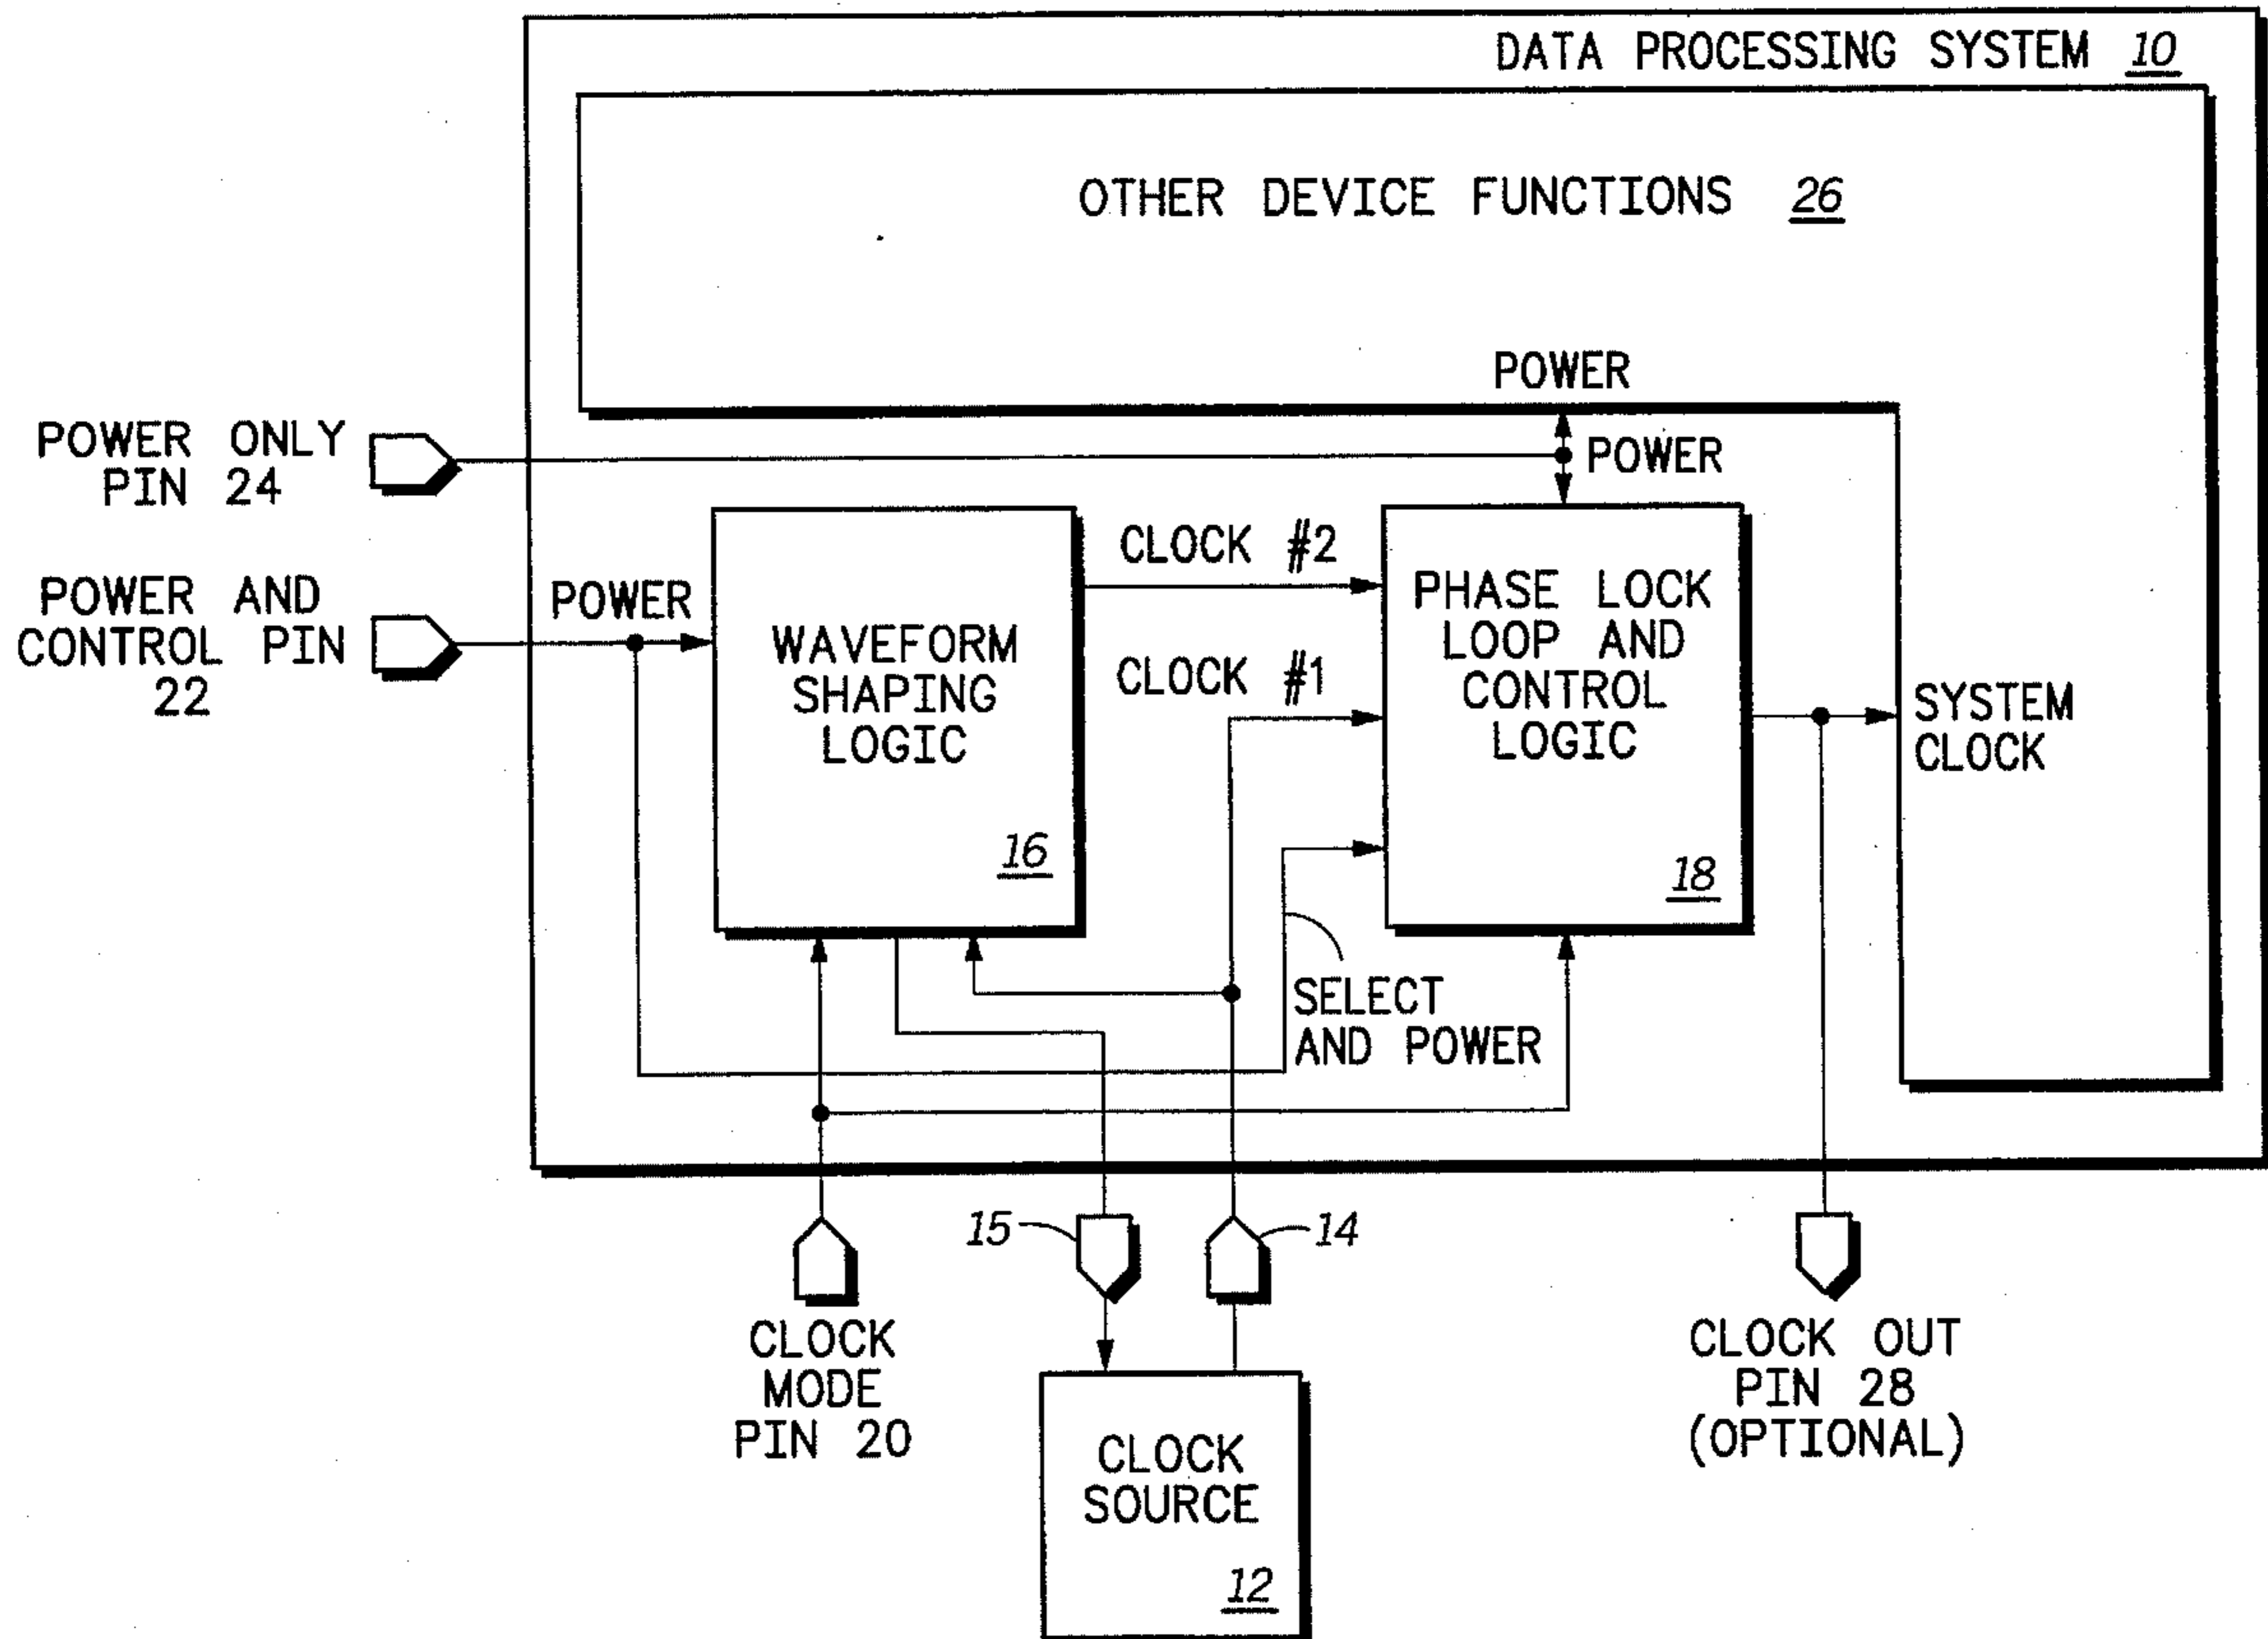 DATA PROCESSING SYSTEM 10
OTHER DEVICE FUNCTIONS 26
POWER
POWER
POWER ONLY
PIN 24
POWER AND
CONTROL PIN
22
POWER
WAVEFORM
SHAPING
LOGIC
16
CLOCK #2
CLOCK #1
PHASE LOCK
LOOP AND
CONTROL
LOGIC
18
SYSTEM
CLOCK
SELECT
AND POWER
15
14
CLOCK
MODE
PIN 20
CLOCK OUT
PIN 28
(OPTIONAL)
CLOCK
SOURCE
12